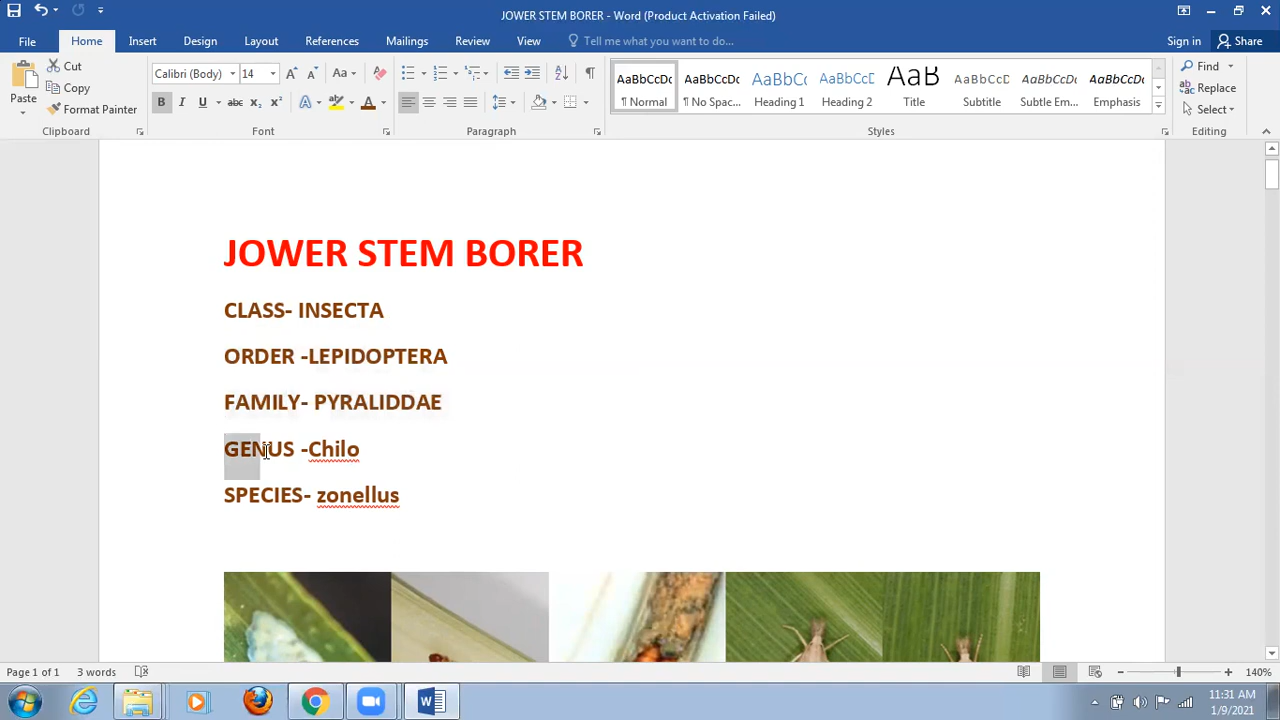 JOWER STEM BORER - Word (Product Activation Failed)
File Home Insert Design Layout References Mailings Review View Tell me what you want to do... Sign in Share
Cut
Copy
Format Painter
Paste
Clipboard
Calibri (Body) 14
Font
Paragraph
AaBbCcDc AaBbCcDc AaBbCc AaBbCcD AaB AaBbCcD AaBbCcDc AaBbCcDc
¶ Normal ¶ No Spac... Heading 1 Heading 2 Title Subtitle Subtle Em... Emphasis
Styles
Find
Replace
Select
Editing
JOWER STEM BORER
CLASS- INSECTA
ORDER -LEPIDOPTERA
FAMILY- PYRALIDDAE
GENUS -Chilo
SPECIES- zonellus
Page 1 of 1 3 words 140%
11:31 AM
1/9/2021